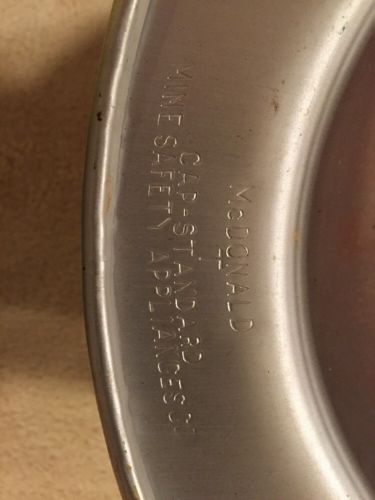 McDONALD
T
CAP-STANDARD
MINE SAFETY APPLIANCES CO